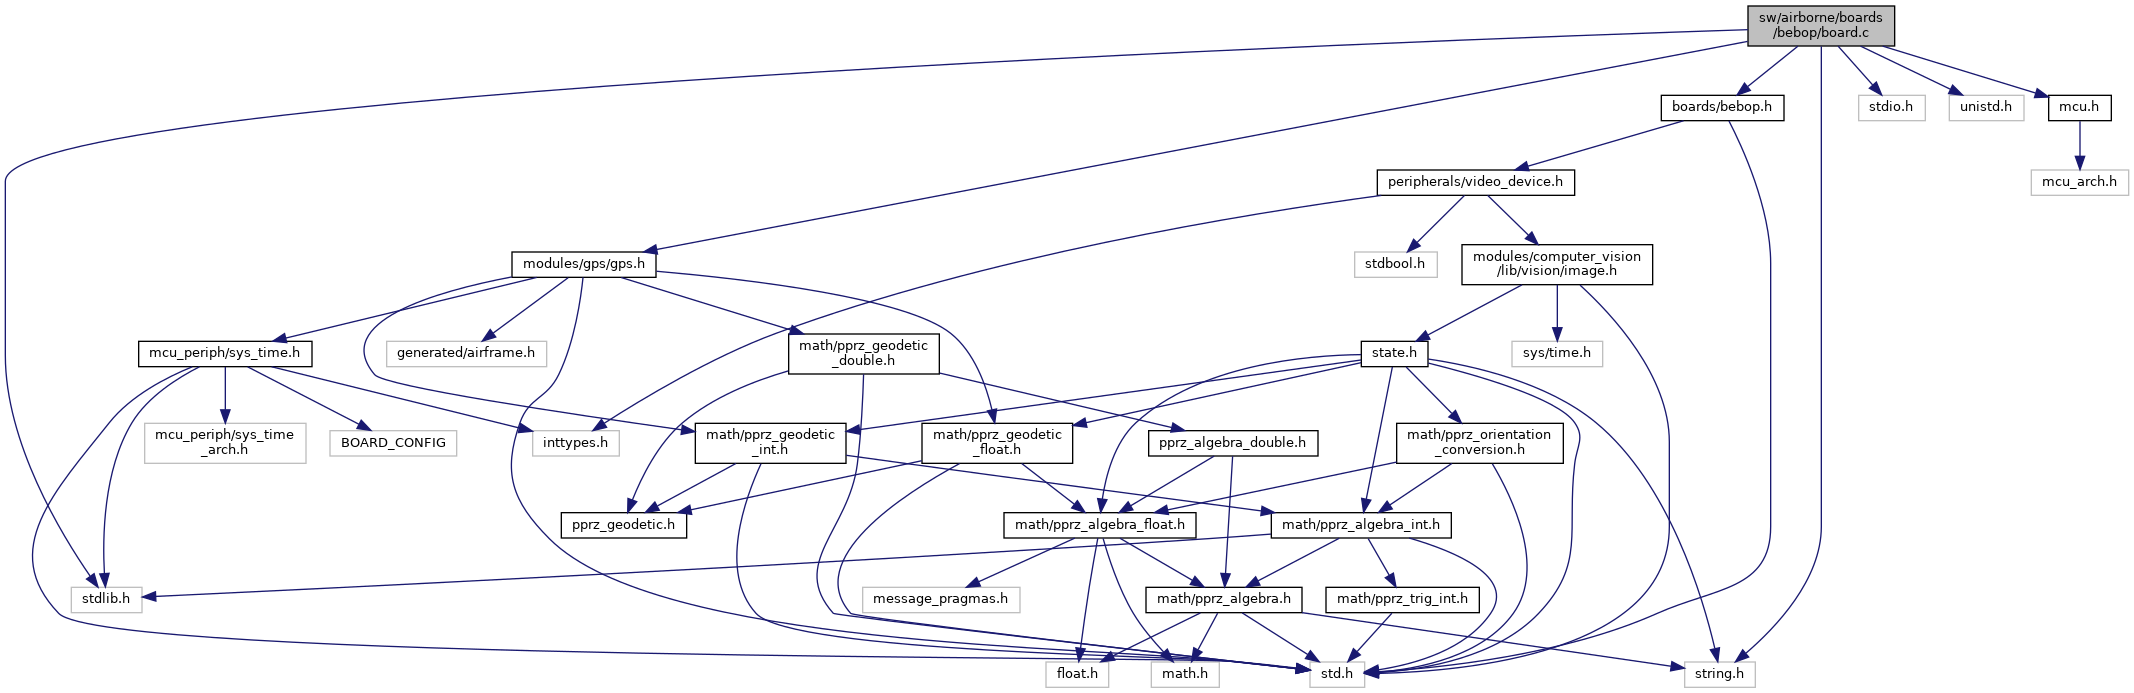 sw/airborne/boards
/bebop/board.c
boards/bebop.h
stdio.h
unistd.h
mcu.h
peripherals/video_device.h
mcu_arch.h
modules/gps/gps.h
stdbool.h
modules/computer_vision
/lib/vision/image.h
mcu_periph/sys_time.h
generated/airframe.h
math/pprz_geodetic
_double.h
state.h
sys/time.h
mcu_periph/sys_time
_arch.h
BOARD_CONFIG
inttypes.h
math/pprz_geodetic
_int.h
math/pprz_geodetic
_float.h
pprz_algebra_double.h
math/pprz_orientation
_conversion.h
pprz_geodetic.h
math/pprz_algebra_float.h
math/pprz_algebra_int.h
stdlib.h
message_pragmas.h
math/pprz_algebra.h
math/pprz_trig_int.h
float.h
math.h
std.h
string.h